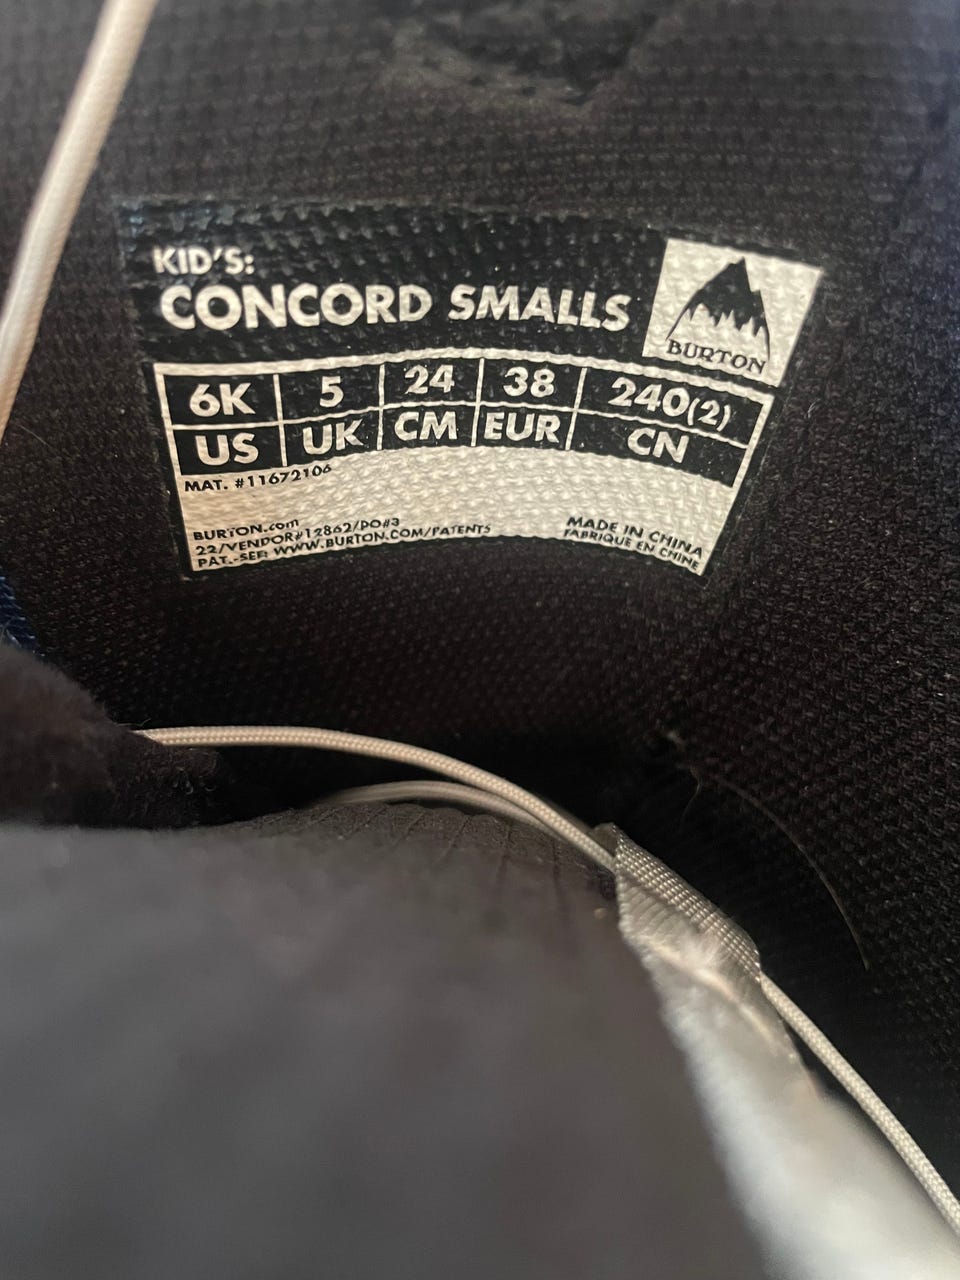 KID'S:
CONCORD SMALLS
BURTON
6K 5 24 38 240(2)
US UK CM EUR CN
MAT. #11672106
BURTON.com
22/VENDOR#12862/PO#3
PAT.-SEE: WWW.BURTON.COM/PATENTS
MADE IN CHINA
FABRIQUE EN CHINE